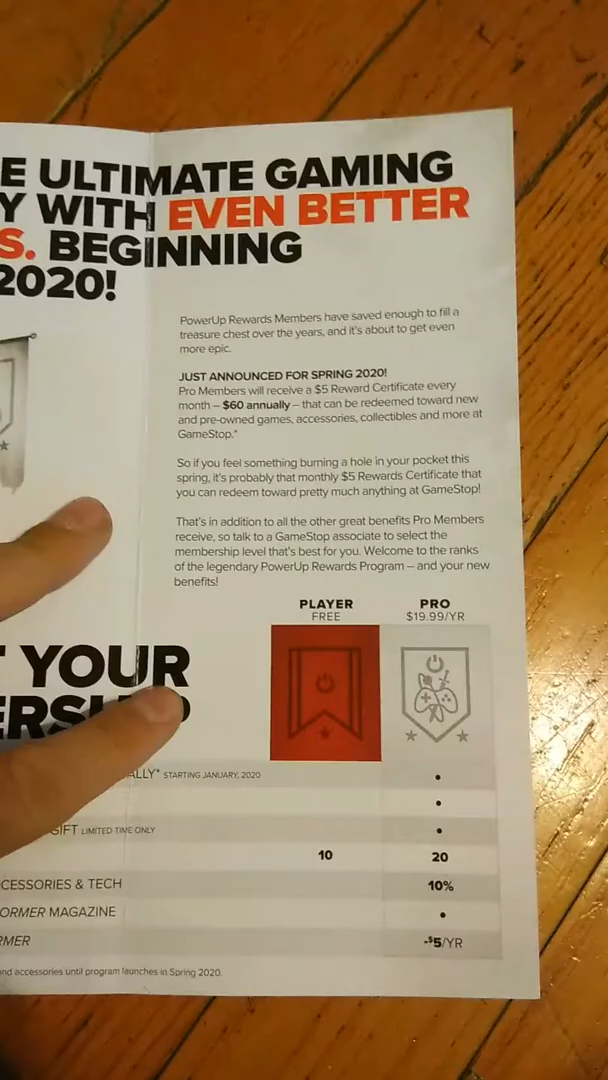 E ULTIMATE GAMING
Y WITH EVEN BETTER
S. BEGINNING
2020!
PowerUp Rewards Members have saved enough to fill a
treasure chest over the years, and it's about to get even
more epic.
JUST ANNOUNCED FOR SPRING 2020!
Pro Members will receive a $5 Reward Certificate every
month – $60 annually – that can be redeemed toward new
and pre-owned games, accessories, collectibles and more at
GameStop.*
So if you feel something burning a hole in your pocket this
spring, it's probably that monthly $5 Rewards Certificate that
you can redeem toward pretty much anything at GameStop!
That's in addition to all the other great benefits Pro Members
receive, so talk to a GameStop associate to select the
membership level that's best for you. Welcome to the ranks
of the legendary PowerUp Rewards Program – and your new
benefits!
PLAYER PRO
FREE $19.99/YR
YOUR
ERSHIP
ALLY* STARTING JANUARY, 2020 •
•
GIFT LIMITED TIME ONLY •
10 20
CESSORIES & TECH 10%
ORMER MAGAZINE •
RMER -$5/YR
and accessories until program launches in Spring 2020.